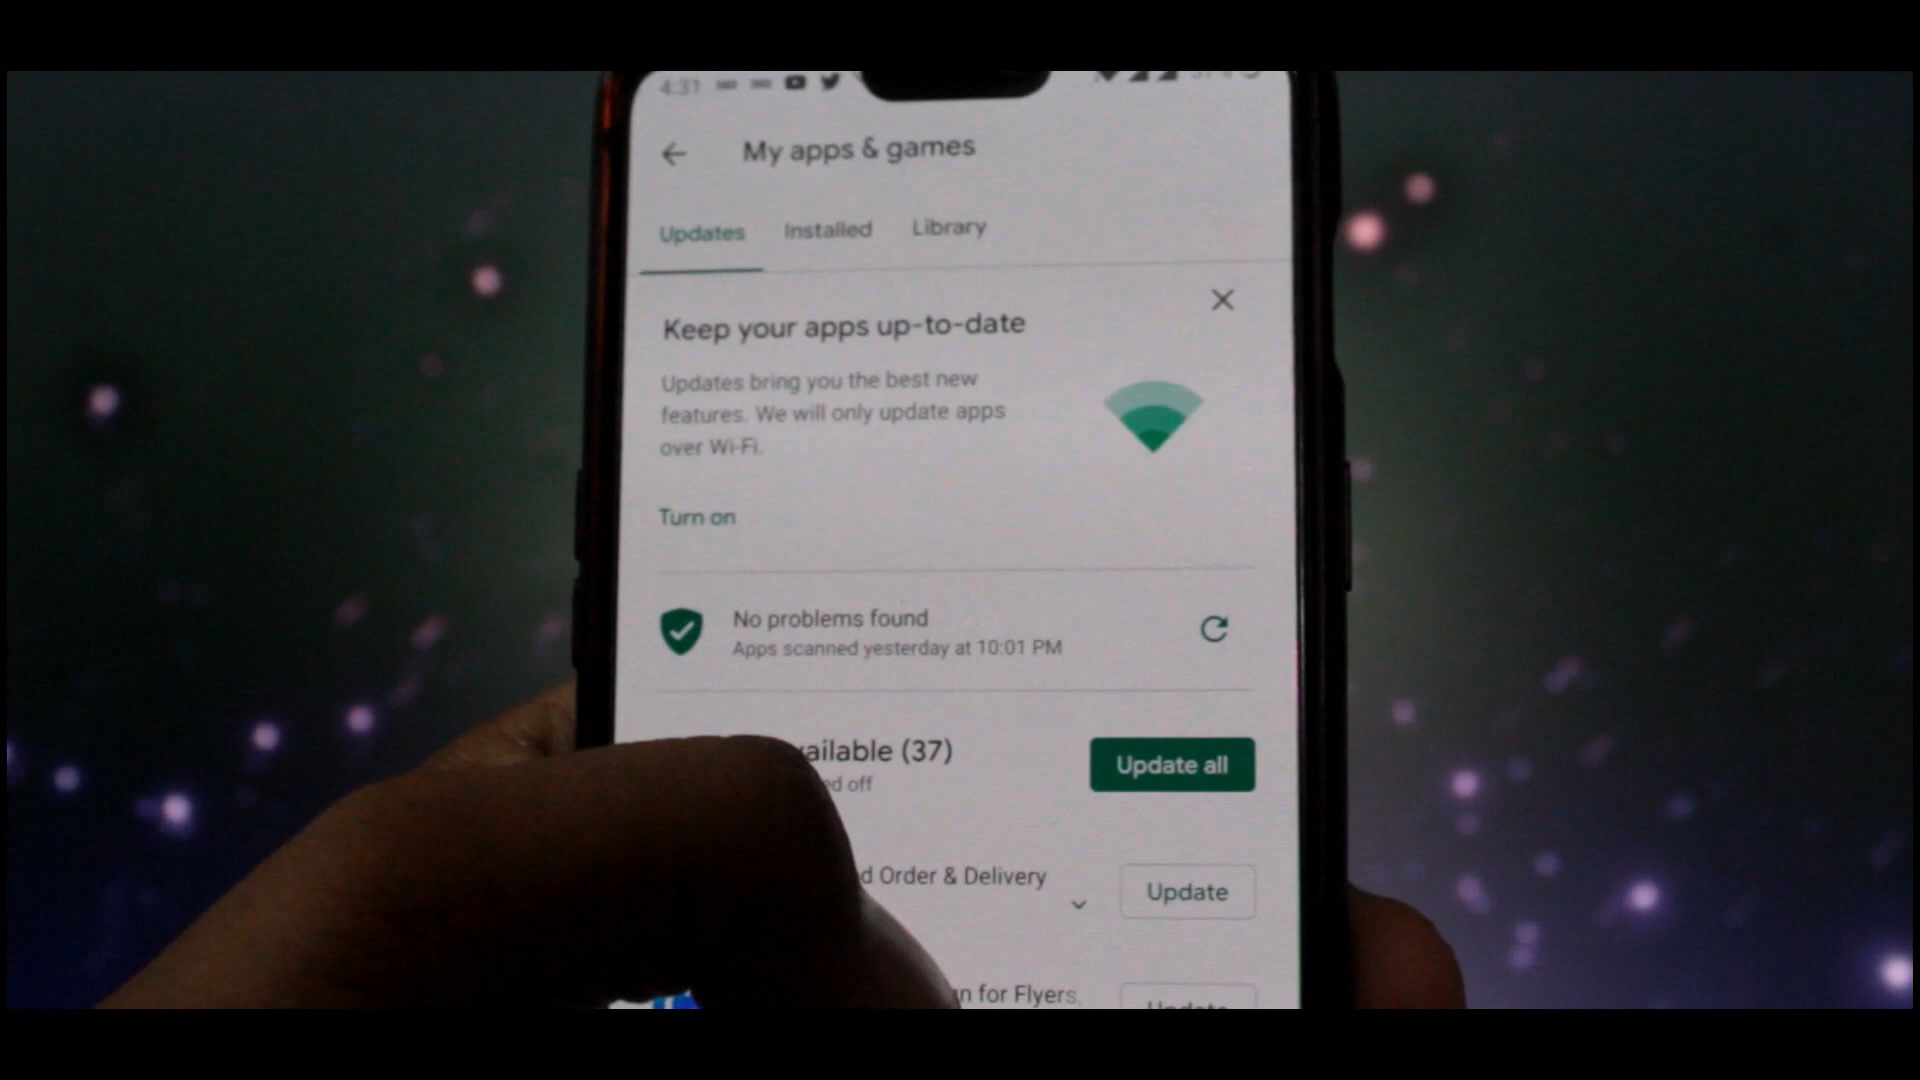 4:31
My apps & games
Updates Installed Library
Keep your apps up-to-date
Updates bring you the best new
features. We will only update apps
over Wi-Fi.
Turn on
No problems found
Apps scanned yesterday at 10:01 PM
(37)
Update all
off
Order & Delivery
Update
for Flyers,
Update